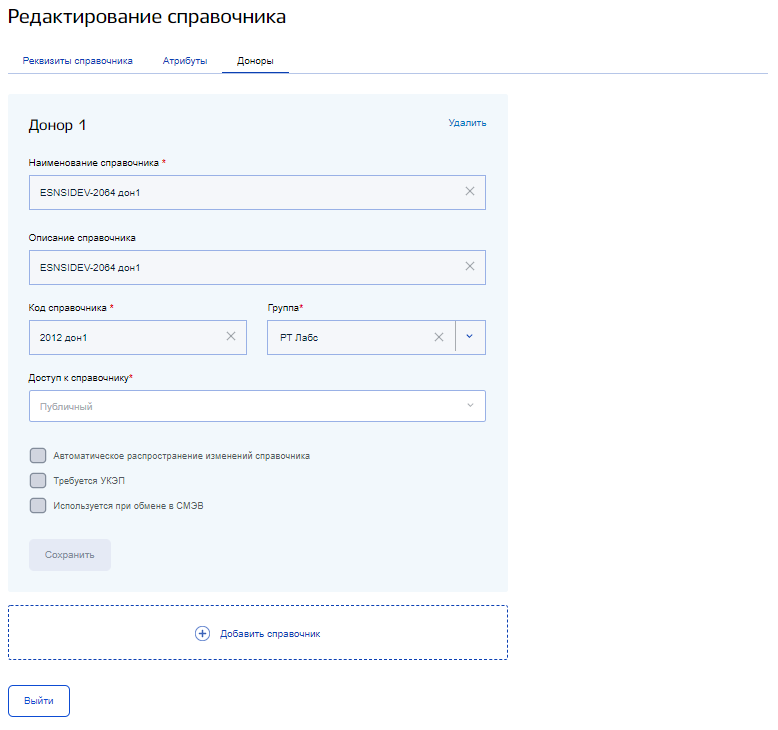 Редактирование справочника
Реквизиты справочника Атрибуты Доноры
Донор 1 Удалить
Наименование справочника *
ESNSIDEV-2064 дон1
Описание справочника
ESNSIDEV-2064 дон1
Код справочника * Группа*
2012 дон1 РТ Лабс
Доступ к справочнику*
Публичный
Автоматическое распространение изменений справочника
Требуется УКЭП
Используется при обмене в СМЭВ
Сохранить
Добавить справочник
Выйти